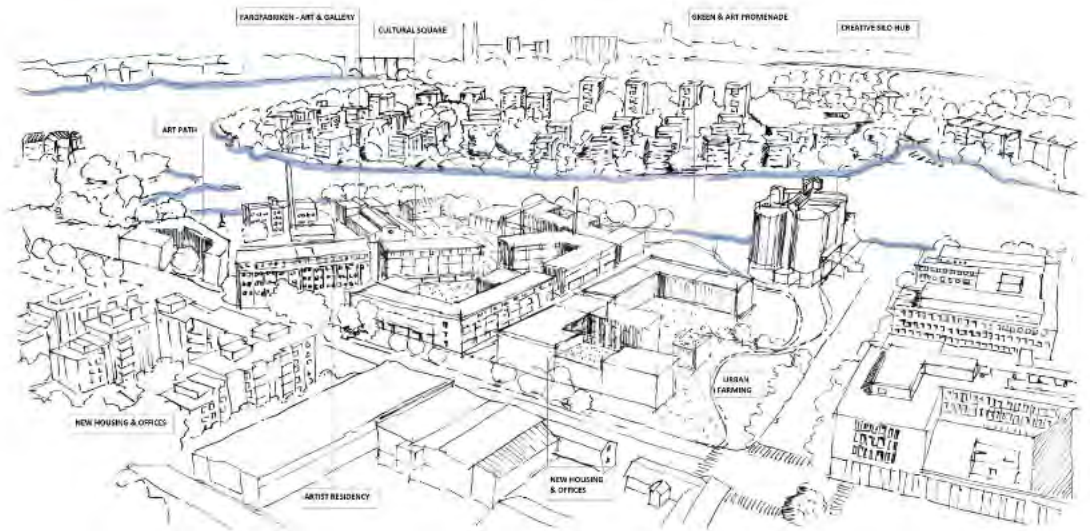 FARGFABRIKEN - ART & GALLERY
CULTURAL SQUARE
GREEN & ART PROMENADE
CREATIVE SILO HUB
ART PATH
URBAN
FARMING
NEW HOUSING & OFFICES
NEW HOUSING
& OFFICES
ARTIST RESIDENCY